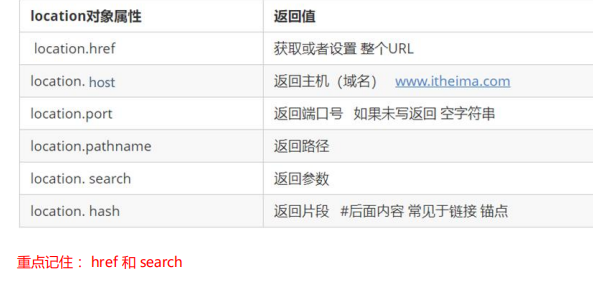 location对象属性 返回值
location.href 获取或者设置 整个URL
location. host 返回主机（域名） www.itheima.com
location.port 返回端口号 如果未写返回 空字符串
location.pathname 返回路径
location. search 返回参数
location. hash 返回片段 #后面内容 常见于链接 锚点
重点记住： href 和 search